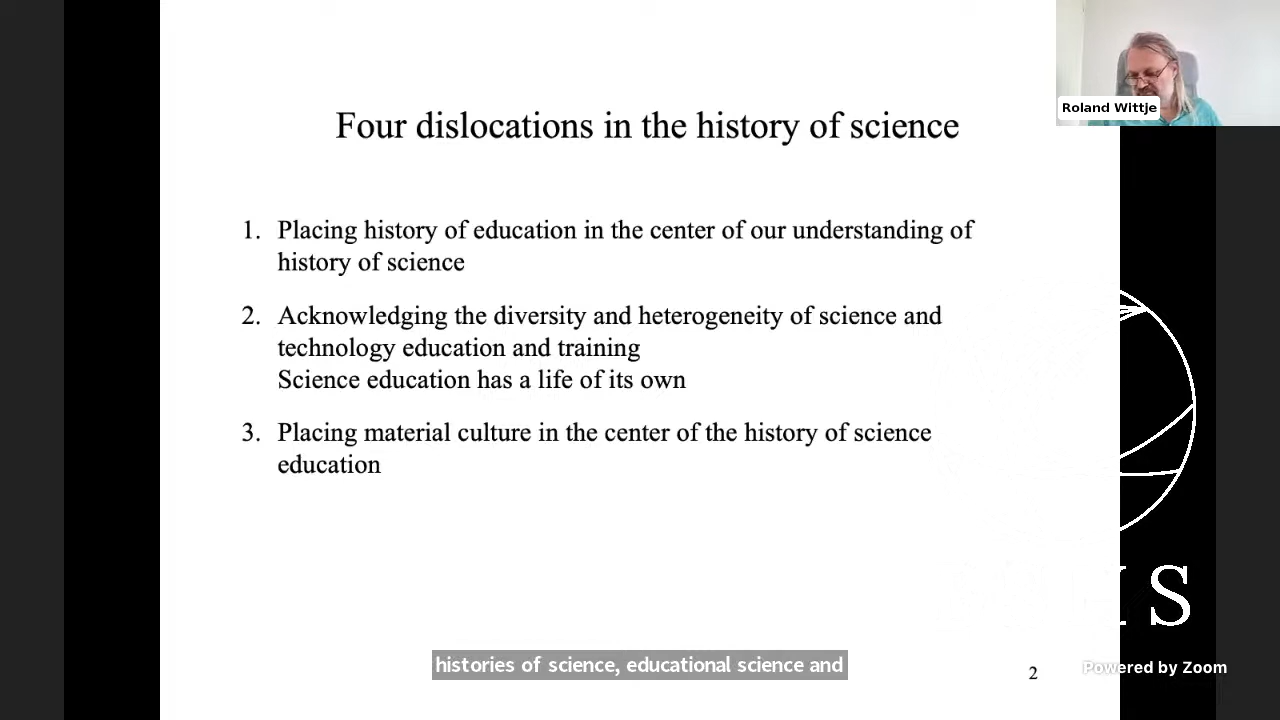 Four dislocations in the history of science
Roland Wittje
1. Placing history of education in the center of our understanding of
history of science
2. Acknowledging the diversity and heterogeneity of science and
technology education and training
Science education has a life of its own
3. Placing material culture in the center of the history of science
education
S
histories of science, educational science and
2
Powered by Zoom